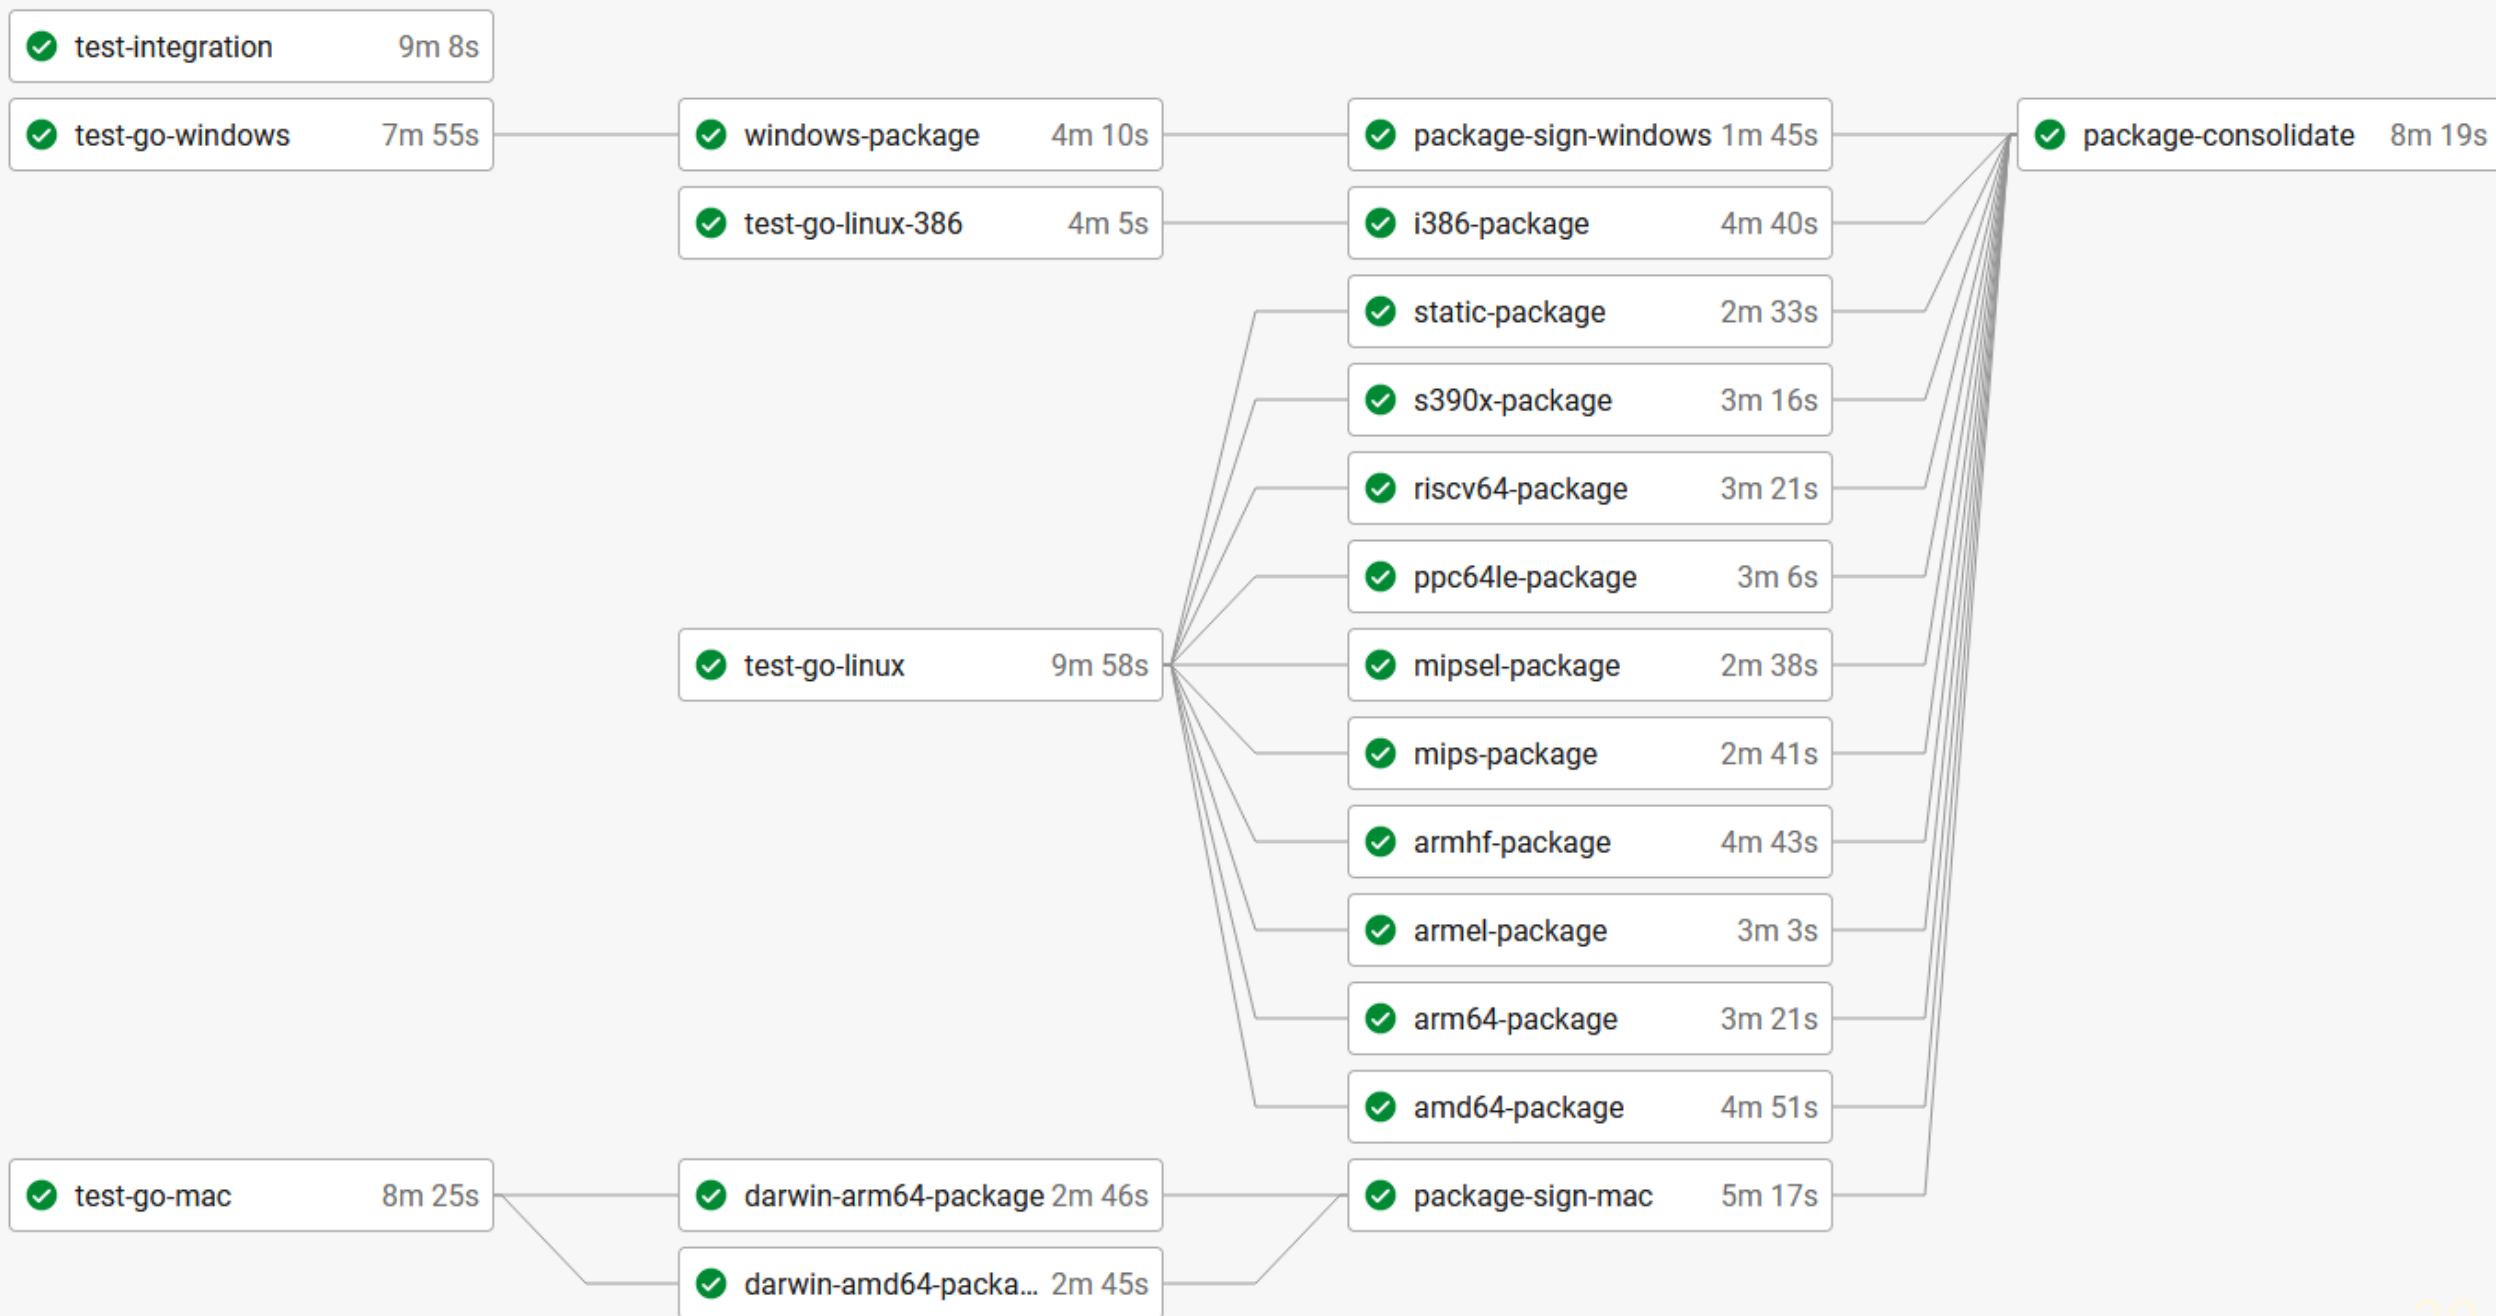 test-integration 9m 8s
test-go-windows 7m 55s
windows-package 4m 10s
package-sign-windows 1m 45s
package-consolidate 8m 19s
test-go-linux-386 4m 5s
i386-package 4m 40s
static-package 2m 33s
s390x-package 3m 16s
riscv64-package 3m 21s
ppc64le-package 3m 6s
test-go-linux 9m 58s
mipsel-package 2m 38s
mips-package 2m 41s
armhf-package 4m 43s
armel-package 3m 3s
arm64-package 3m 21s
amd64-package 4m 51s
test-go-mac 8m 25s
darwin-arm64-package 2m 46s
package-sign-mac 5m 17s
darwin-amd64-packa... 2m 45s